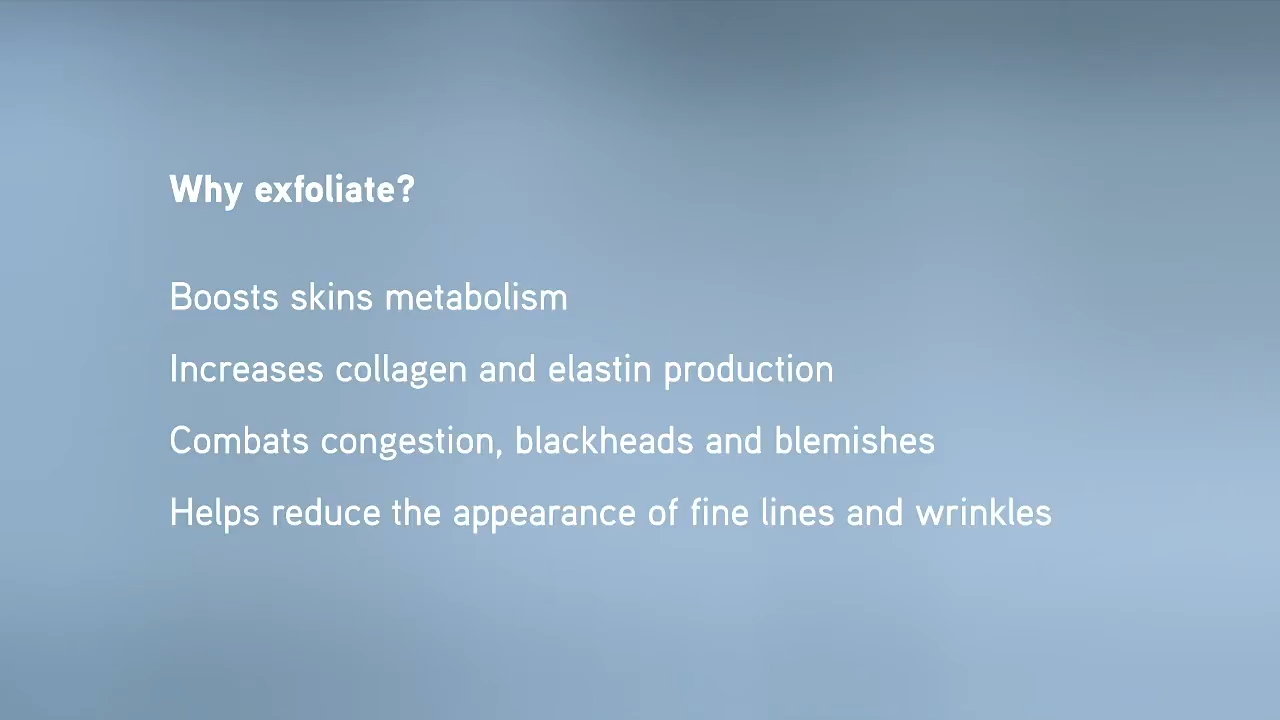 Why exfoliate?
Boosts skins metabolism
Increases collagen and elastin production
Combats congestion, blackheads and blemishes
Helps reduce the appearance of fine lines and wrinkles